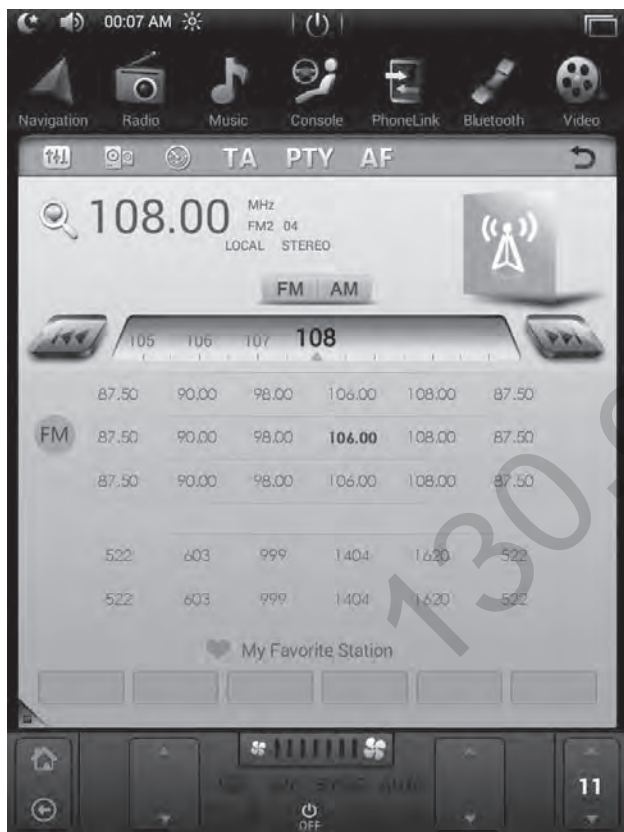 00:07 AM
Navigation Radio Music Console PhoneLink Bluetooth Video
TA PTY AF
108.00 MHz
FM2 04
LOCAL STEREO
FM AM
105 106 107 108
87.50 90.00 98.00 106.00 108.00 87.50
FM 87.50 90.00 98.00 106.00 108.00 87.50
87.50 90.00 98.00 106.00 108.00 87.50
522 603 999 1404 1620 522
522 603 999 1404 1620 522
My Favorite Station
11
OFF
130.